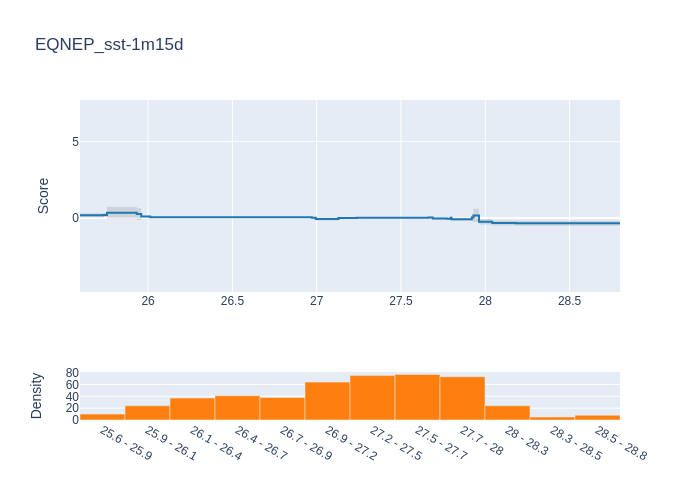 EQNEP_sst-1m15d
Score
5
0
26
26.5
27
27.5
28
28.5
Density
80
60
40
20
0
25.6 - 25.9
25.9 - 26.1
26.1 - 26.4
26.4 - 26.7
26.7 - 26.9
26.9 - 27.2
27.2 - 27.5
27.5 - 27.7
27.7 - 28
28 - 28.3
28.3 - 28.5
28.5 - 28.8